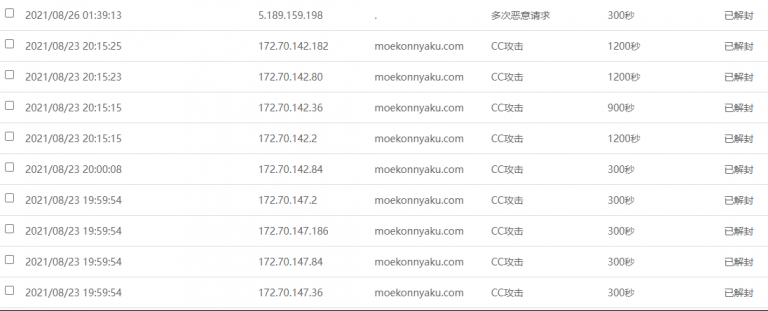 2021/08/26 01:39:13 5.189.159.198 . 多次恶意请求 300秒 已解封
2021/08/23 20:15:25 172.70.142.182 moekonnyaku.com CC攻击 1200秒 已解封
2021/08/23 20:15:23 172.70.142.80 moekonnyaku.com CC攻击 1200秒 已解封
2021/08/23 20:15:15 172.70.142.36 moekonnyaku.com CC攻击 900秒 已解封
2021/08/23 20:15:15 172.70.142.2 moekonnyaku.com CC攻击 1200秒 已解封
2021/08/23 20:00:08 172.70.142.84 moekonnyaku.com CC攻击 300秒 已解封
2021/08/23 19:59:54 172.70.147.2 moekonnyaku.com CC攻击 300秒 已解封
2021/08/23 19:59:54 172.70.147.186 moekonnyaku.com CC攻击 300秒 已解封
2021/08/23 19:59:54 172.70.147.84 moekonnyaku.com CC攻击 300秒 已解封
2021/08/23 19:59:54 172.70.147.36 moekonnyaku.com CC攻击 300秒 已解封